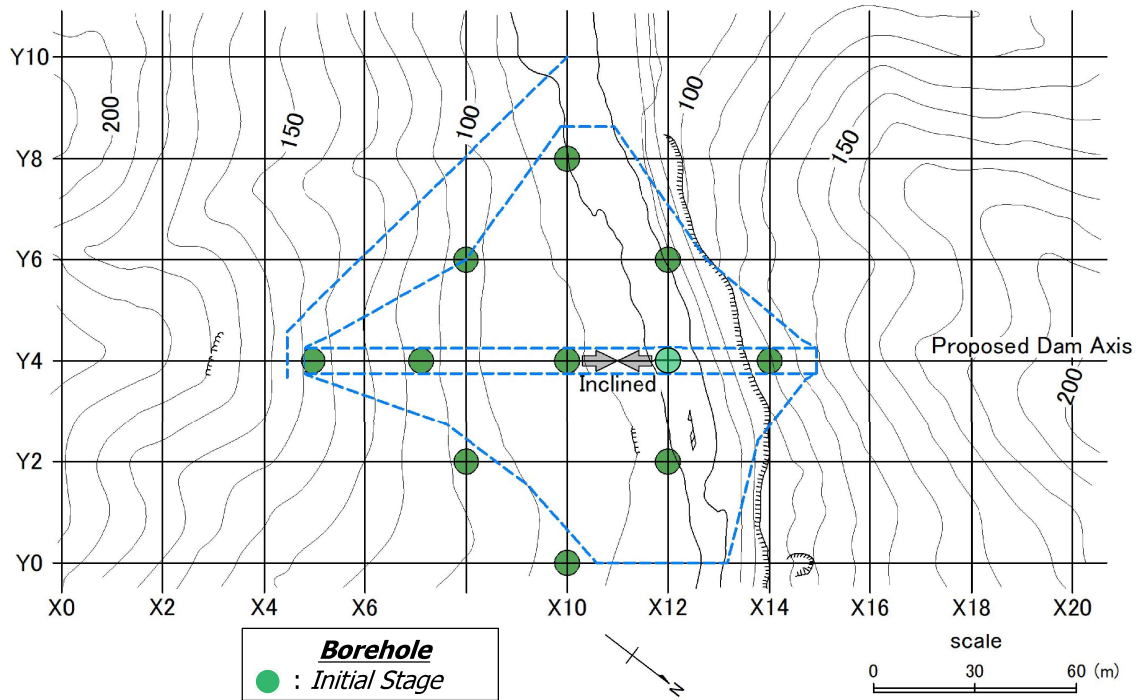 Y10
200
150
100
100
150
Y8
Y6
Y4
Proposed Dam Axis
Inclined
200
Y2
Y0
X0 X2 X4 X6 X10 X12 X14 X16 X18 X20
Borehole
: Initial Stage
N
scale
0 30 60 (m)